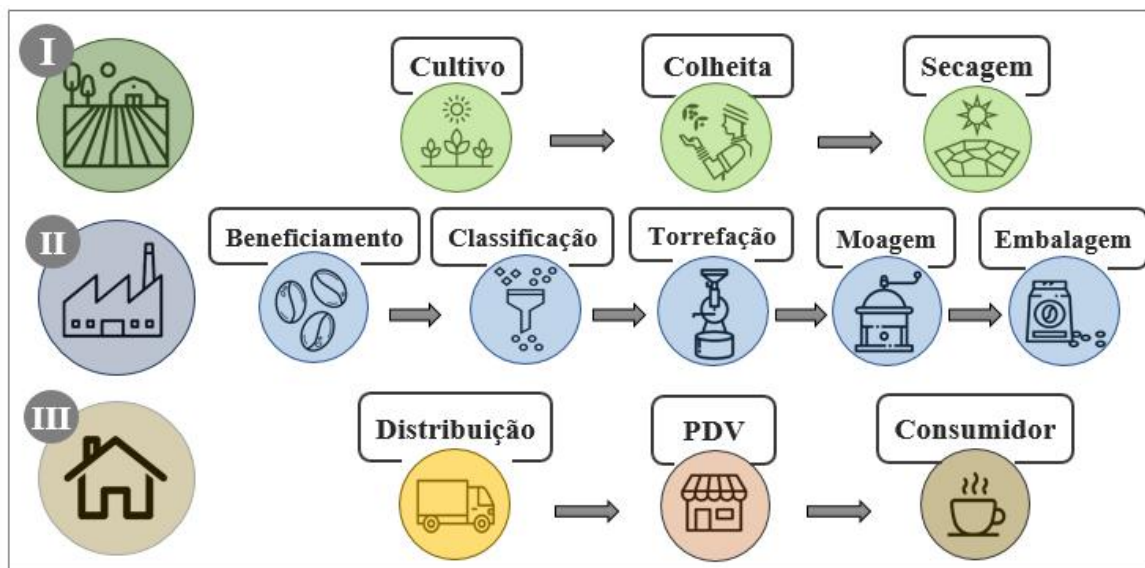 I
Cultivo
Colheita
Secagem
II
Beneficiamento
Classificação
Torrefação
Moagem
Embalagem
III
Distribuição
PDV
Consumidor